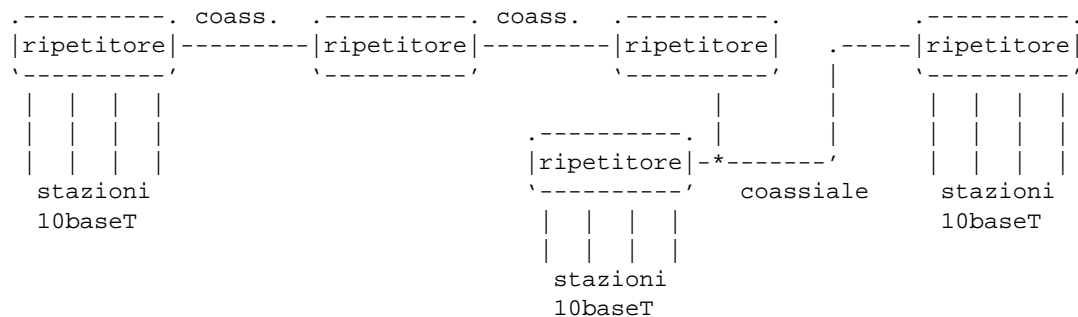 coass. coass.
ripetitore ripetitore ripetitore ripetitore
ripetitore *
stazioni coassiale stazioni
10baseT 10baseT
stazioni
10baseT